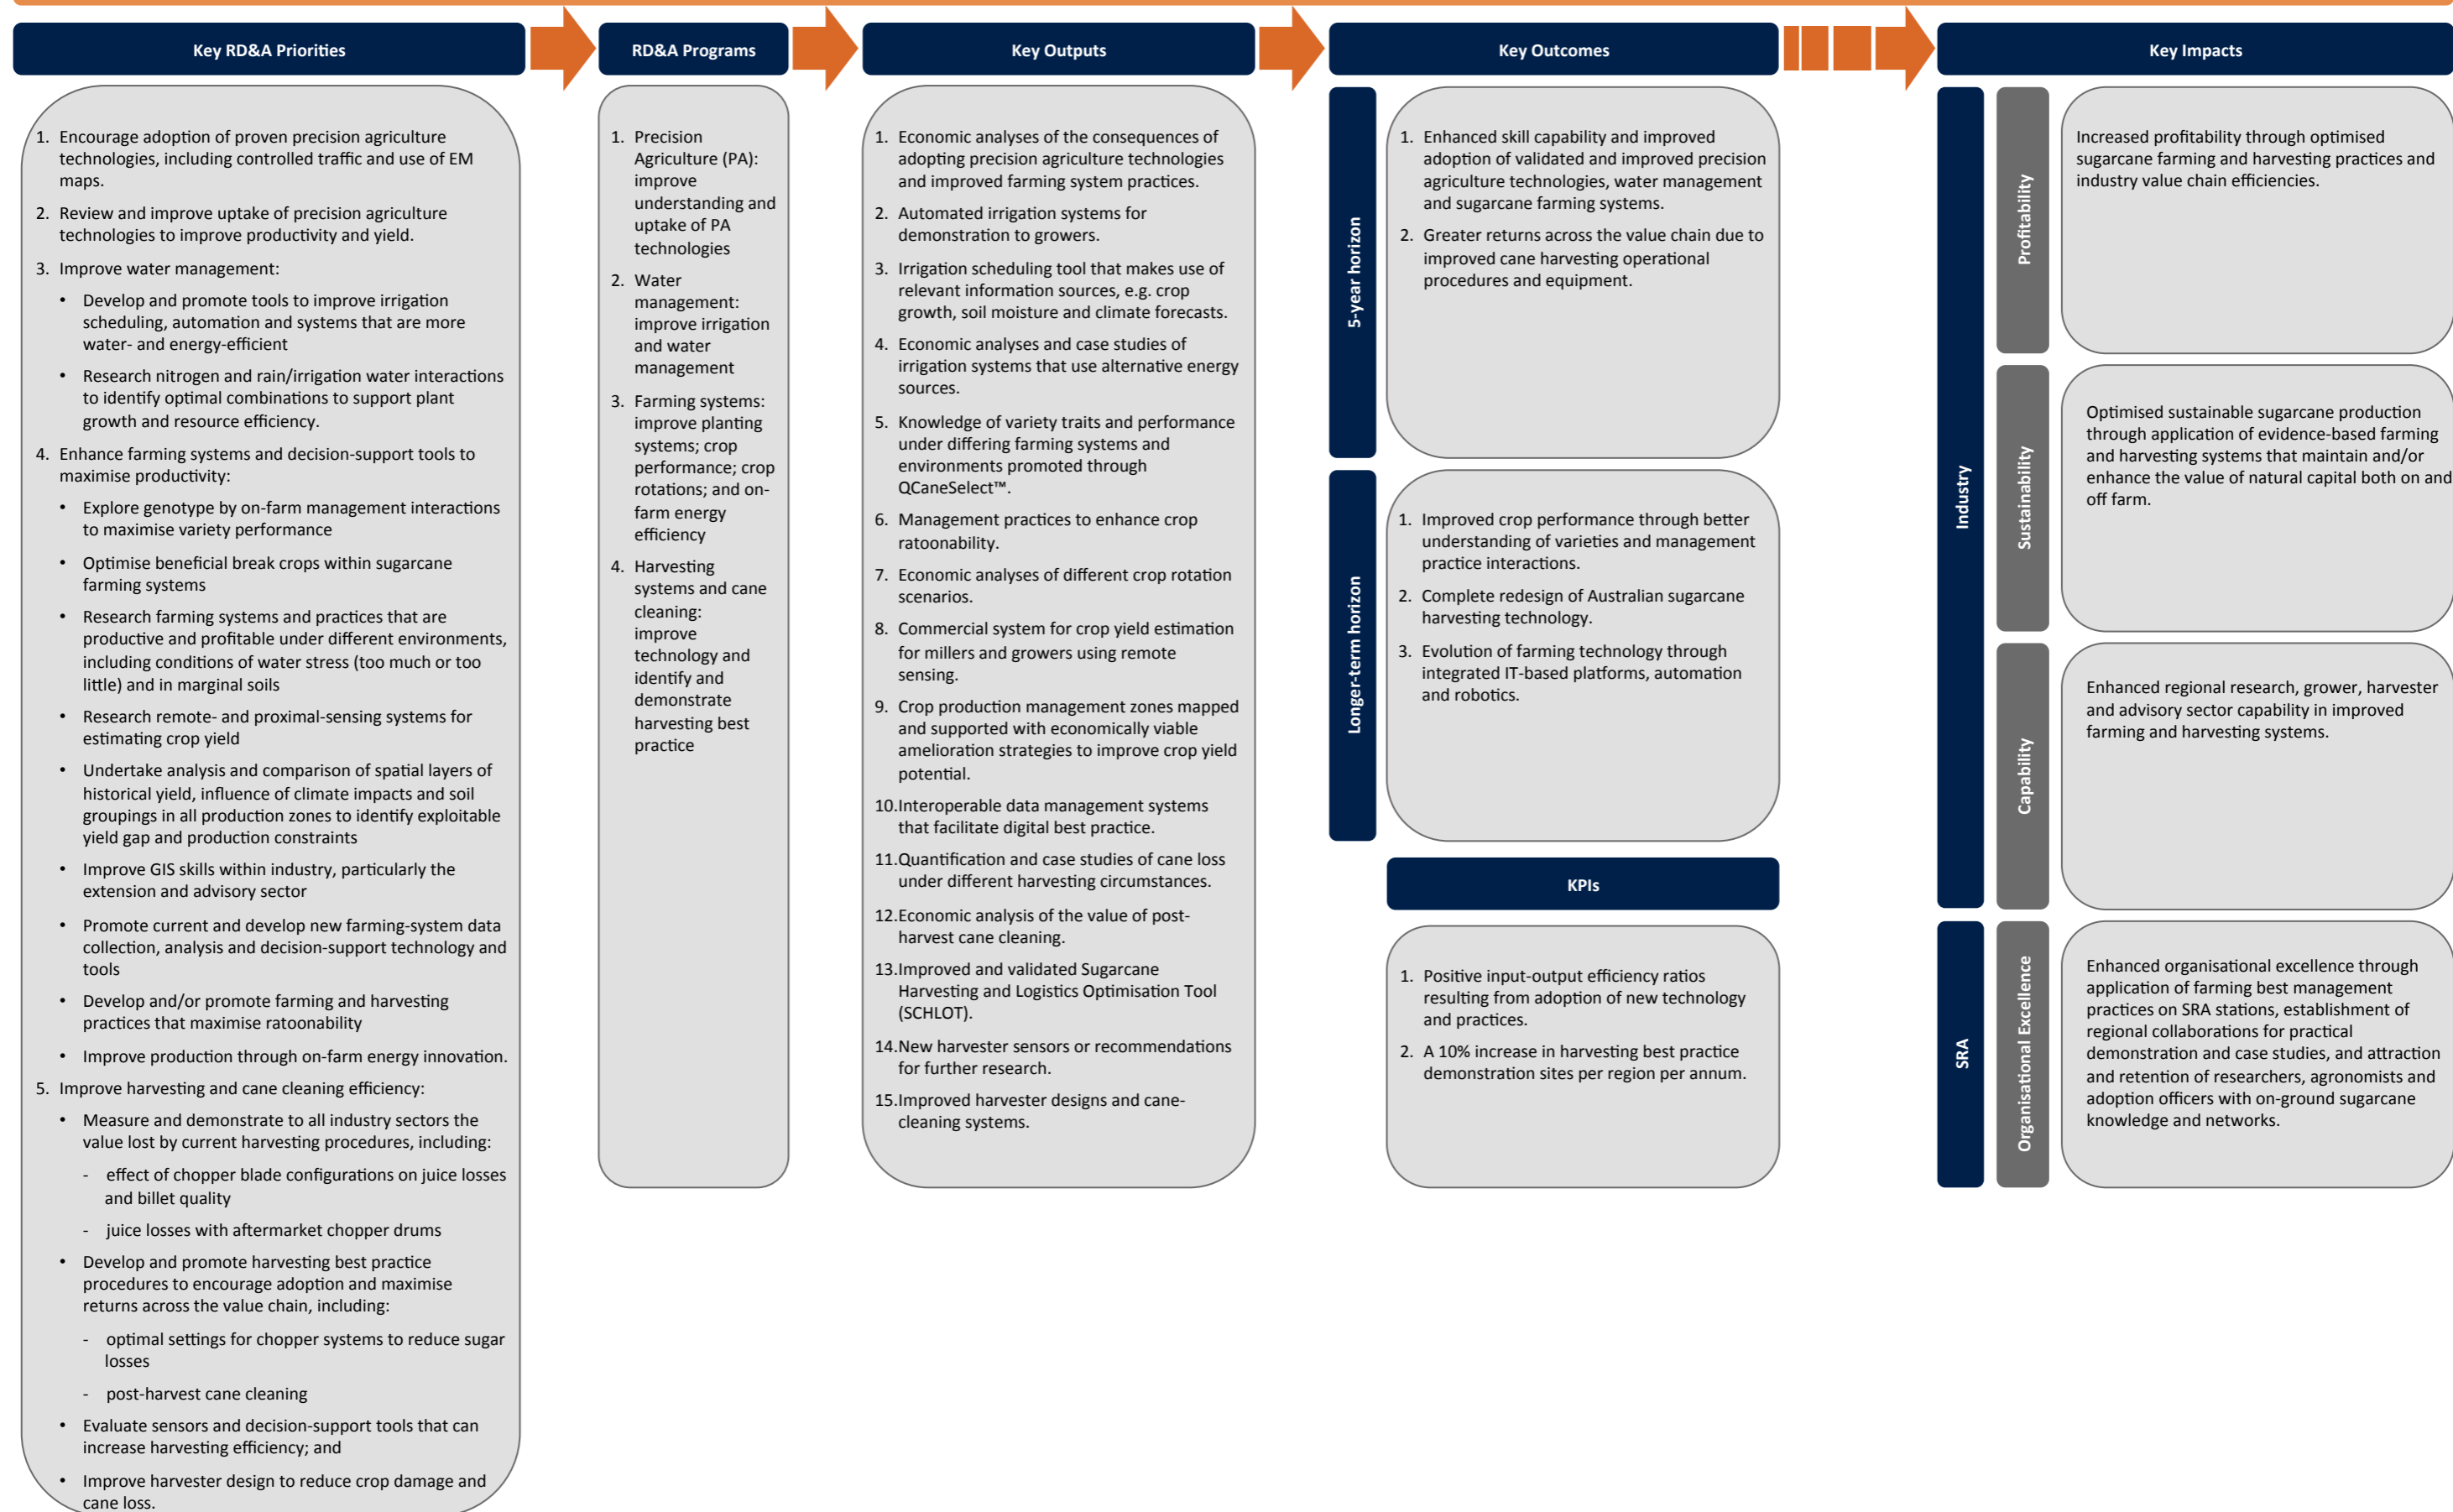 Key RD&A Priorities
1. Encourage adoption of proven precision agriculture
technologies, including controlled traffic and use of EM
maps.
2. Review and improve uptake of precision agriculture
technologies to improve productivity and yield.
3. Improve water management:
• Develop and promote tools to improve irrigation
scheduling, automation and systems that are more
water- and energy-efficient
• Research nitrogen and rain/irrigation water interactions
to identify optimal combinations to support plant
growth and resource efficiency.
4. Enhance farming systems and decision-support tools to
maximise productivity:
• Explore genotype by on-farm management interactions
to maximise variety performance
• Optimise beneficial break crops within sugarcane
farming systems
• Research farming systems and practices that are
productive and profitable under different environments,
including conditions of water stress (too much or too
little) and in marginal soils
• Research remote- and proximal-sensing systems for
estimating crop yield
• Undertake analysis and comparison of spatial layers of
historical yield, influence of climate impacts and soil
groupings in all production zones to identify exploitable
yield gap and production constraints
• Improve GIS skills within industry, particularly the
extension and advisory sector
• Promote current and develop new farming-system data
collection, analysis and decision-support technology and
tools
• Develop and/or promote farming and harvesting
practices that maximise ratoonability
• Improve production through on-farm energy innovation.
5. Improve harvesting and cane cleaning efficiency:
• Measure and demonstrate to all industry sectors the
value lost by current harvesting procedures, including:
- effect of chopper blade configurations on juice losses
and billet quality
- juice losses with aftermarket chopper drums
• Develop and promote harvesting best practice
procedures to encourage adoption and maximise
returns across the value chain, including:
- optimal settings for chopper systems to reduce sugar
losses
- post-harvest cane cleaning
• Evaluate sensors and decision-support tools that can
increase harvesting efficiency; and
• Improve harvester design to reduce crop damage and
cane loss.
RD&A Programs
1. Precision
Agriculture (PA):
improve
understanding and
uptake of PA
technologies
2. Water
management:
improve irrigation
and water
management
3. Farming systems:
improve planting
systems; crop
performance; crop
rotations; and on-
farm energy
efficiency
4. Harvesting
systems and cane
cleaning:
improve
technology and
identify and
demonstrate
harvesting best
practice
Key Outputs
1. Economic analyses of the consequences of
adopting precision agriculture technologies
and improved farming system practices.
2. Automated irrigation systems for
demonstration to growers.
3. Irrigation scheduling tool that makes use of
relevant information sources, e.g. crop
growth, soil moisture and climate forecasts.
4. Economic analyses and case studies of
irrigation systems that use alternative energy
sources.
5. Knowledge of variety traits and performance
under differing farming systems and
environments promoted through
QCaneSelect™.
6. Management practices to enhance crop
ratoonability.
7. Economic analyses of different crop rotation
scenarios.
8. Commercial system for crop yield estimation
for millers and growers using remote
sensing.
9. Crop production management zones mapped
and supported with economically viable
amelioration strategies to improve crop yield
potential.
10.Interoperable data management systems
that facilitate digital best practice.
11.Quantification and case studies of cane loss
under different harvesting circumstances.
12.Economic analysis of the value of post-
harvest cane cleaning.
13.Improved and validated Sugarcane
Harvesting and Logistics Optimisation Tool
(SCHLOT).
14.New harvester sensors or recommendations
for further research.
15.Improved harvester designs and cane-
cleaning systems.
Key Outcomes
5-year horizon
1. Enhanced skill capability and improved
adoption of validated and improved precision
agriculture technologies, water management
and sugarcane farming systems.
2. Greater returns across the value chain due to
improved cane harvesting operational
procedures and equipment.
Longer-term horizon
1. Improved crop performance through better
understanding of varieties and management
practice interactions.
2. Complete redesign of Australian sugarcane
harvesting technology.
3. Evolution of farming technology through
integrated IT-based platforms, automation
and robotics.
KPIs
1. Positive input-output efficiency ratios
resulting from adoption of new technology
and practices.
2. A 10% increase in harvesting best practice
demonstration sites per region per annum.
Key Impacts
Industry
Profitability
Increased profitability through optimised
sugarcane farming and harvesting practices and
industry value chain efficiencies.
Sustainability
Optimised sustainable sugarcane production
through application of evidence-based farming
and harvesting systems that maintain and/or
enhance the value of natural capital both on and
off farm.
Capability
Enhanced regional research, grower, harvester
and advisory sector capability in improved
farming and harvesting systems.
SRA
Organisational Excellence
Enhanced organisational excellence through
application of farming best management
practices on SRA stations, establishment of
regional collaborations for practical
demonstration and case studies, and attraction
and retention of researchers, agronomists and
adoption officers with on-ground sugarcane
knowledge and networks.